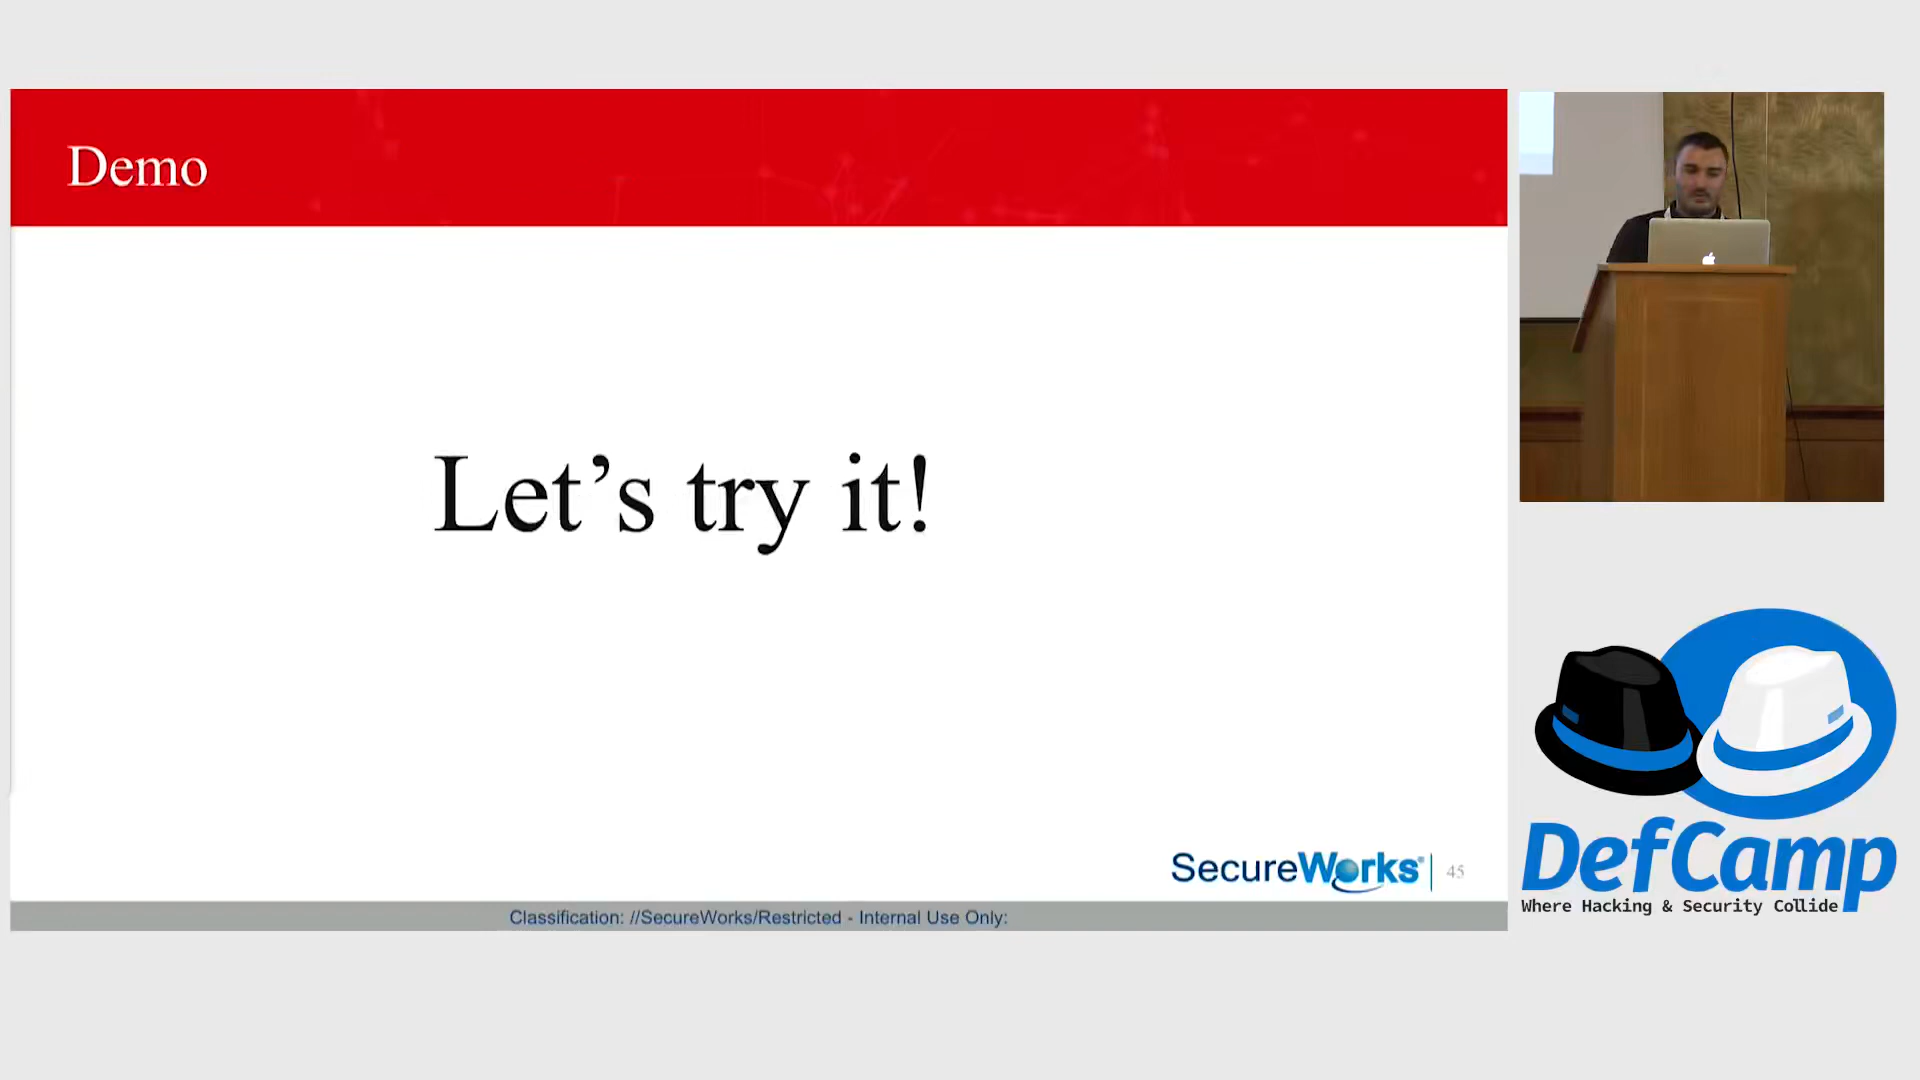 Demo
Let's try it!
SecureWorks
45
Classification: //SecureWorks/Restricted - Internal Use Only:
DefCamp
Where Hacking & Security Collide